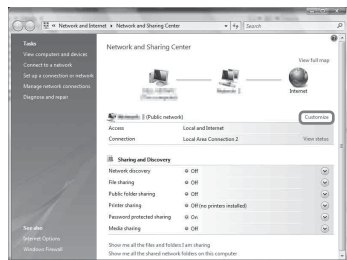 « Network and Internet ▸ Network and Sharing Center
Search
Tasks
View computers and devices
Connect to a network
Set up a connection or network
Manage network connections
Diagnose and repair
Network and Sharing Center
View full map
Internet
(Public network)
Customize
Access Local and Internet
Connection Local Area Connection 2 View status
Sharing and Discovery
Network discovery Off
File sharing Off
Public folder sharing Off
Printer sharing Off (no printers installed)
Password protected sharing On
Media sharing Off
Show me all the files and folders I am sharing
Show me all the shared network folders on this computer
See also
Internet Options
Windows Firewall